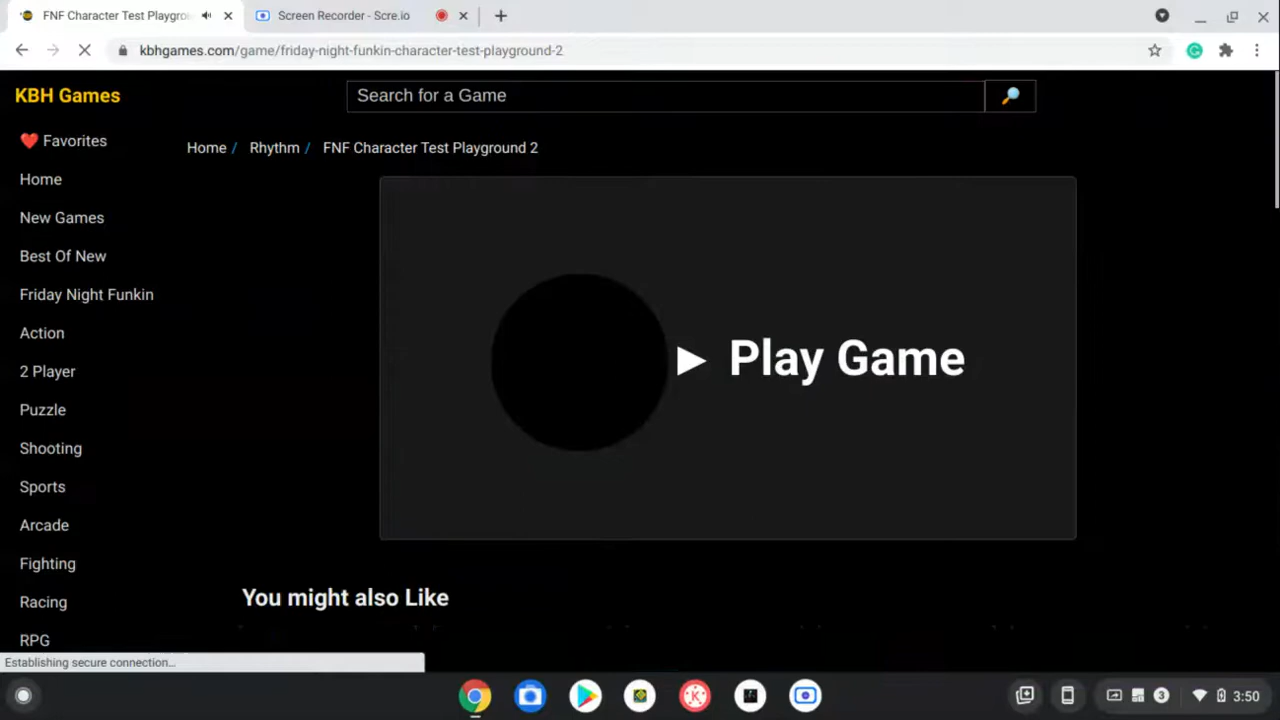 FNF Character Test Playgrou
Screen Recorder - Scre.io
kbhgames.com/game/friday-night-funkin-character-test-playground-2
KBH Games
Search for a Game
Favorites
Home / Rhythm / FNF Character Test Playground 2
Home
New Games
Best Of New
Friday Night Funkin
Action
2 Player
Puzzle
Shooting
Sports
Arcade
Fighting
Racing
RPG
Play Game
You might also Like
Establishing secure connection...
3
3:50